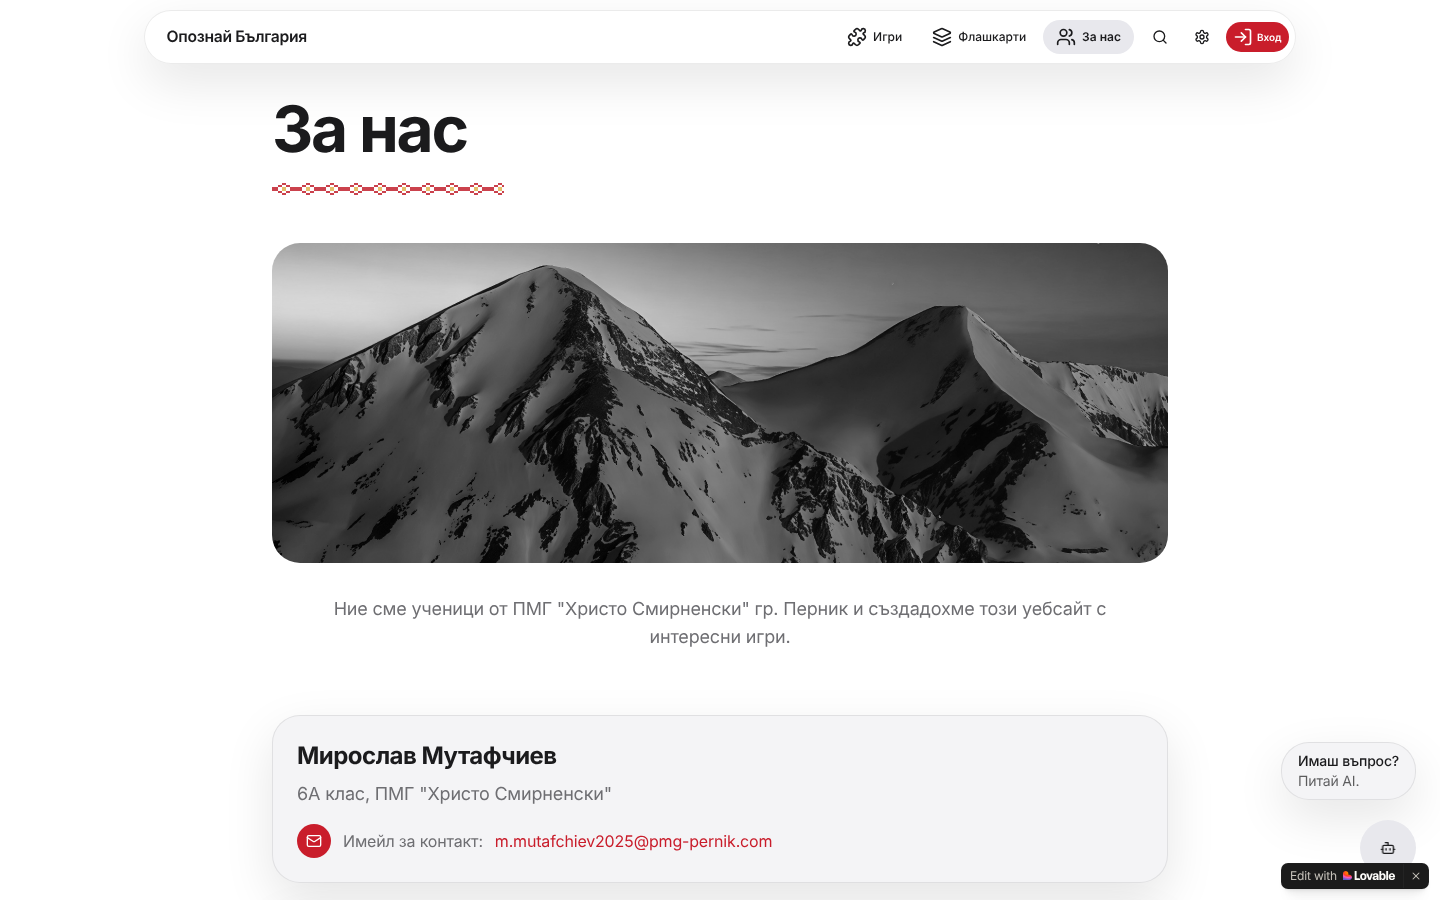 Опознай България
Игри
Флашкарти
За нас
Вход
За нас
Ние сме ученици от ПМГ "Христо Смирненски" гр. Перник и създадохме този уебсайт с
интересни игри.
Мирослав Мутафчиев
6А клас, ПМГ "Христо Смирненски"
Имейл за контакт: m.mutafchiev2025@pmg-pernik.com
Имаш въпрос?
Питай AI.
Edit with Lovable